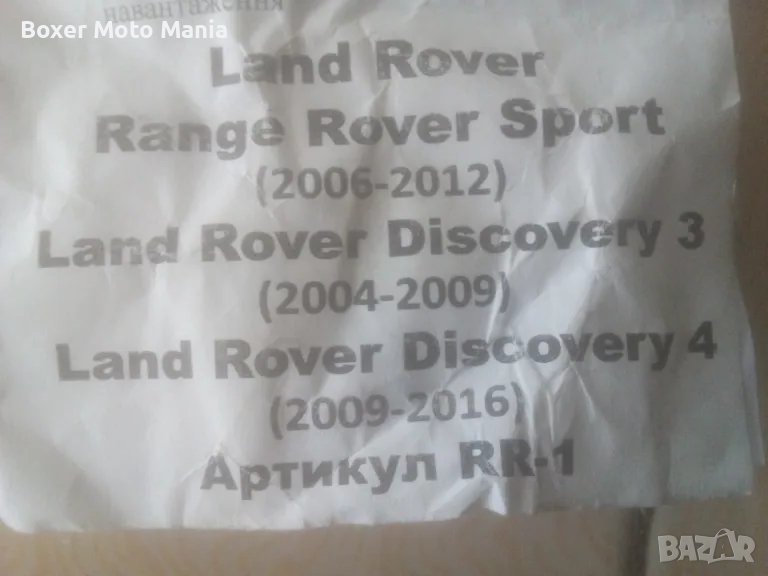 навантаження
Boxer Moto Mania
Land Rover
Range Rover Sport
(2006-2012)
Land Rover Discovery 3
(2004-2009)
Land Rover Discovery 4
(2009-2016)
Артикул RR-1
BAZAR